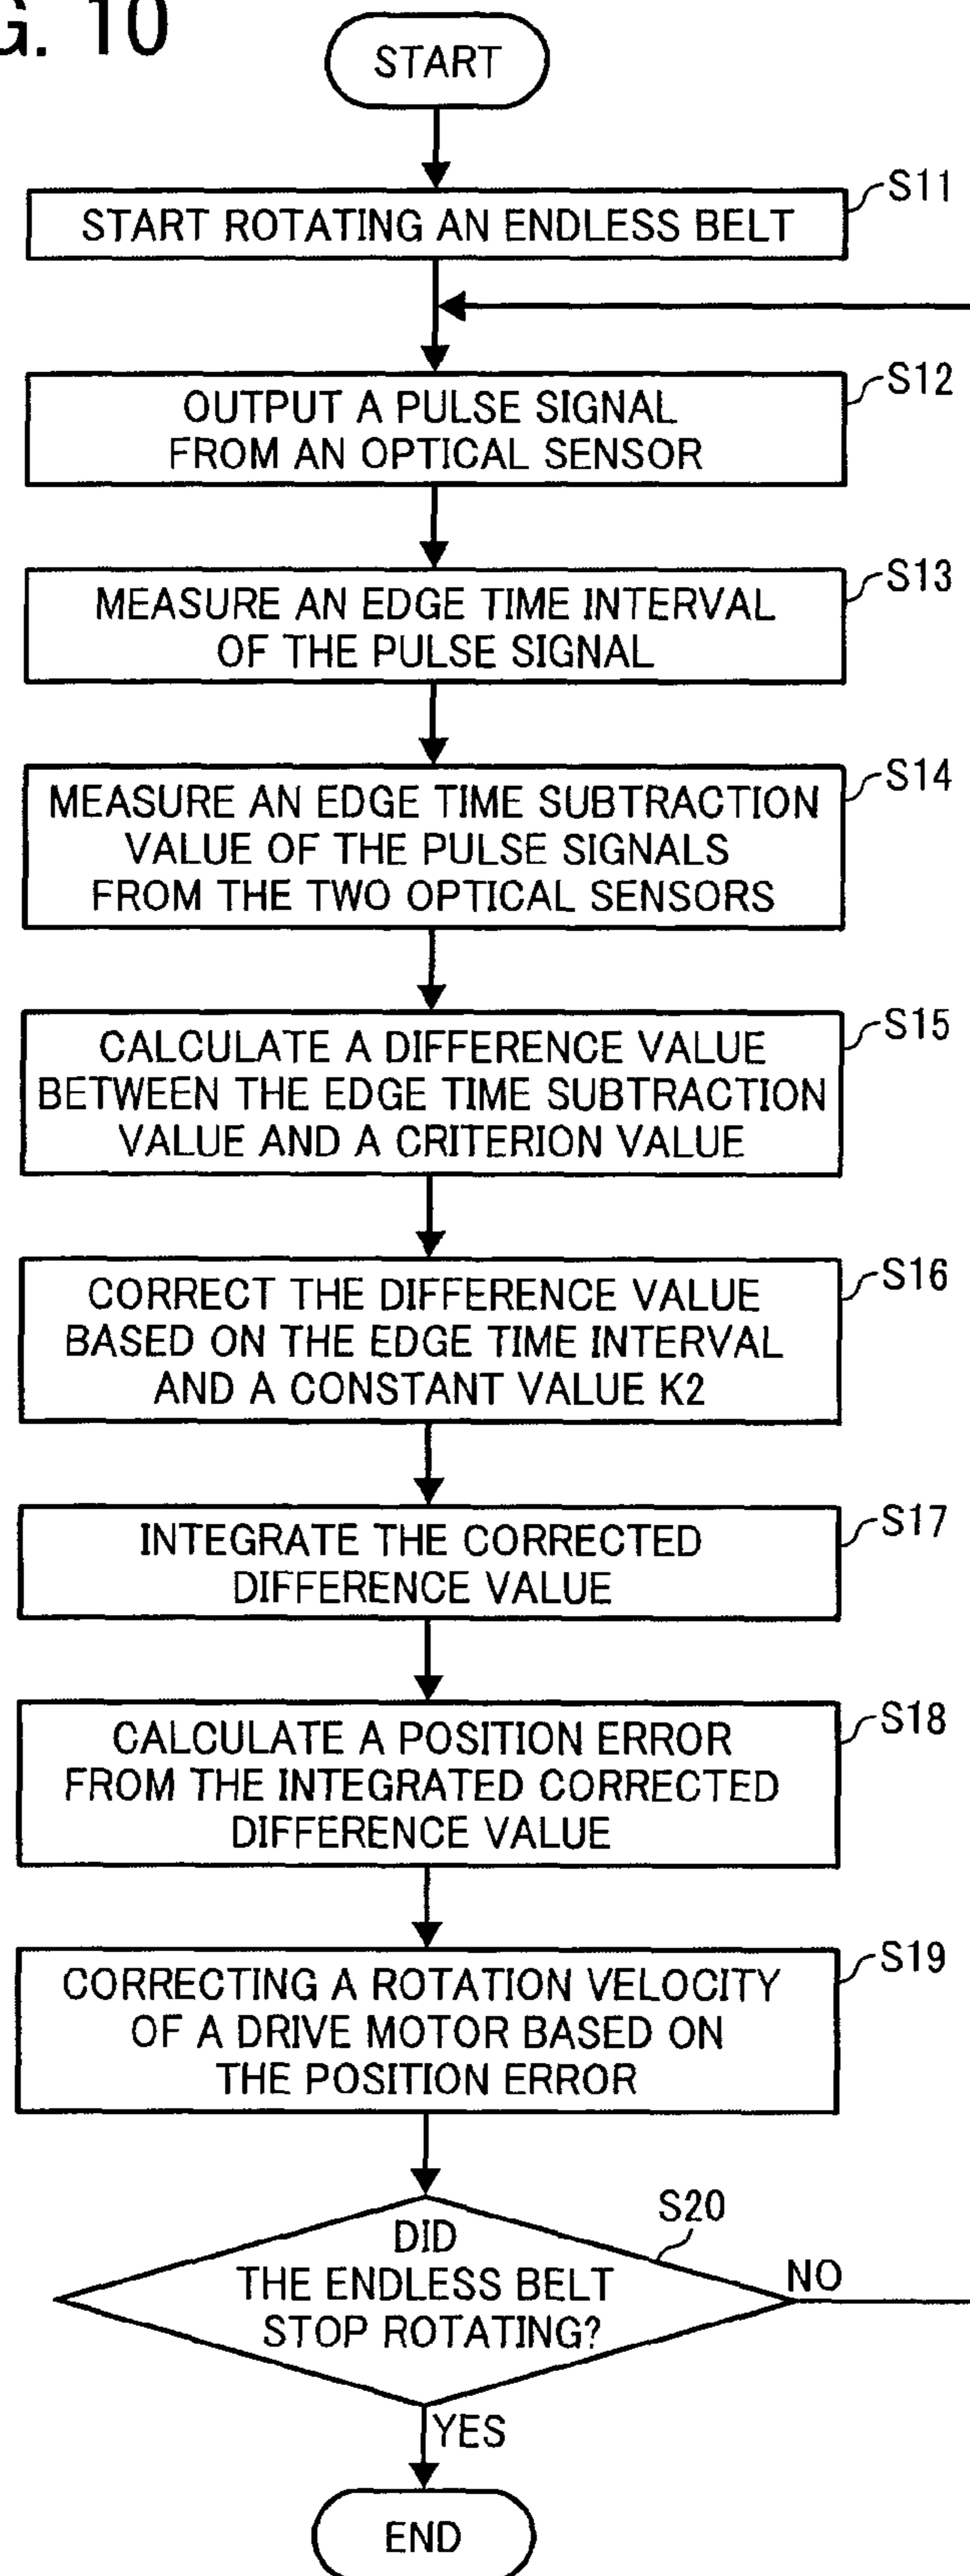 G. 10
START
S11
START ROTATING AN ENDLESS BELT
S12
OUTPUT A PULSE SIGNAL
FROM AN OPTICAL SENSOR
S13
MEASURE AN EDGE TIME INTERVAL
OF THE PULSE SIGNAL
S14
MEASURE AN EDGE TIME SUBTRACTION
VALUE OF THE PULSE SIGNALS
FROM THE TWO OPTICAL SENSORS
S15
CALCULATE A DIFFERENCE VALUE
BETWEEN THE EDGE TIME SUBTRACTION
VALUE AND A CRITERION VALUE
S16
CORRECT THE DIFFERENCE VALUE
BASED ON THE EDGE TIME INTERVAL
AND A CONSTANT VALUE K2
S17
INTEGRATE THE CORRECTED
DIFFERENCE VALUE
S18
CALCULATE A POSITION ERROR
FROM THE INTEGRATED CORRECTED
DIFFERENCE VALUE
S19
CORRECTING A ROTATION VELOCITY
OF A DRIVE MOTOR BASED ON
THE POSITION ERROR
S20
DID
THE ENDLESS BELT
STOP ROTATING?
NO
YES
END